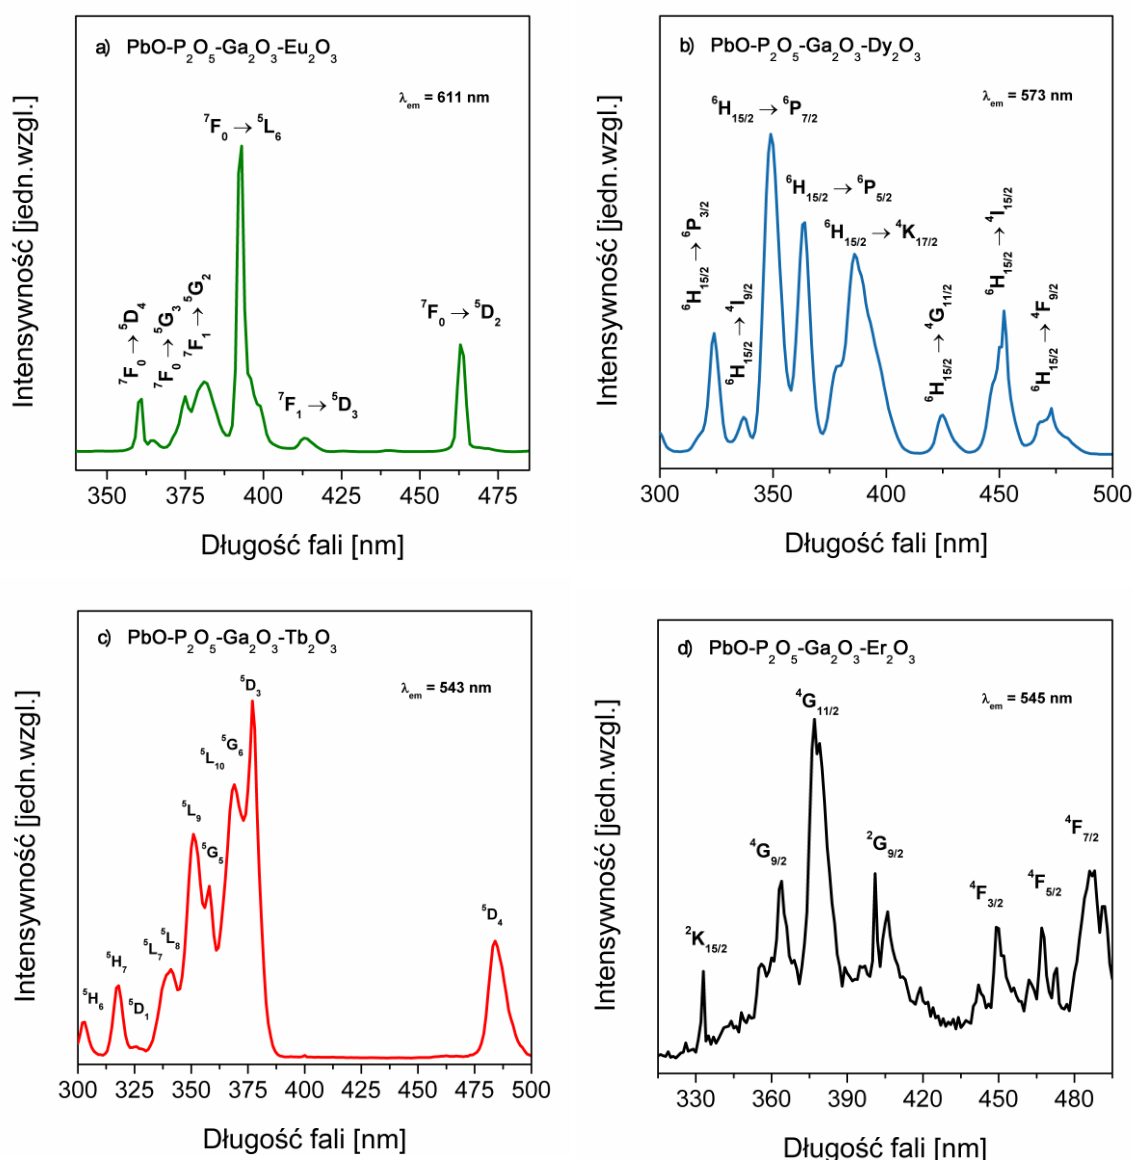 a) PbO-P₂O₅-Ga₂O₃-Eu₂O₃
λₑₘ = 611 nm
⁷F₀ → ⁵L₆
⁷F₀ → ⁵D₄
⁷F₀ → ⁵G₃
⁷F₁ → ⁵G₂
⁷F₁ → ⁵D₃
⁷F₀ → ⁵D₂
Intensywność [jedn.wzgl.]
350 375 400 425 450 475
Długość fali [nm]
b) PbO-P₂O₅-Ga₂O₃-Dy₂O₃
λₑₘ = 573 nm
⁶H₁₅/₂ → ⁶P₇/₂
⁶H₁₅/₂ → ⁶P₅/₂
⁶H₁₅/₂ → ⁴K₁₇/₂
⁶H₁₅/₂ → ⁶P₃/₂
⁶H₁₅/₂ → ⁴I₉/₂
⁶H₁₅/₂ → ⁴G₁₁/₂
⁶H₁₅/₂ → ⁴I₁₅/₂
⁶H₁₅/₂ → ⁴F₉/₂
Intensywność [jedn.wzgl.]
300 350 400 450 500
Długość fali [nm]
c) PbO-P₂O₅-Ga₂O₃-Tb₂O₃
λₑₘ = 543 nm
⁵D₃
⁵G₆
⁵L₁₀
⁵L₉
⁵G₅
⁵L₈
⁵L₇
⁵H₇
⁵D₁
⁵H₆
⁵D₄
Intensywność [jedn.wzgl.]
300 325 350 375 400 425 450 475 500
Długość fali [nm]
d) PbO-P₂O₅-Ga₂O₃-Er₂O₃
λₑₘ = 545 nm
⁴G₁₁/₂
⁴G₉/₂
²G₉/₂
⁴F₇/₂
⁴F₃/₂
⁴F₅/₂
²K₁₅/₂
Intensywność [jedn.wzgl.]
330 360 390 420 450 480
Długość fali [nm]